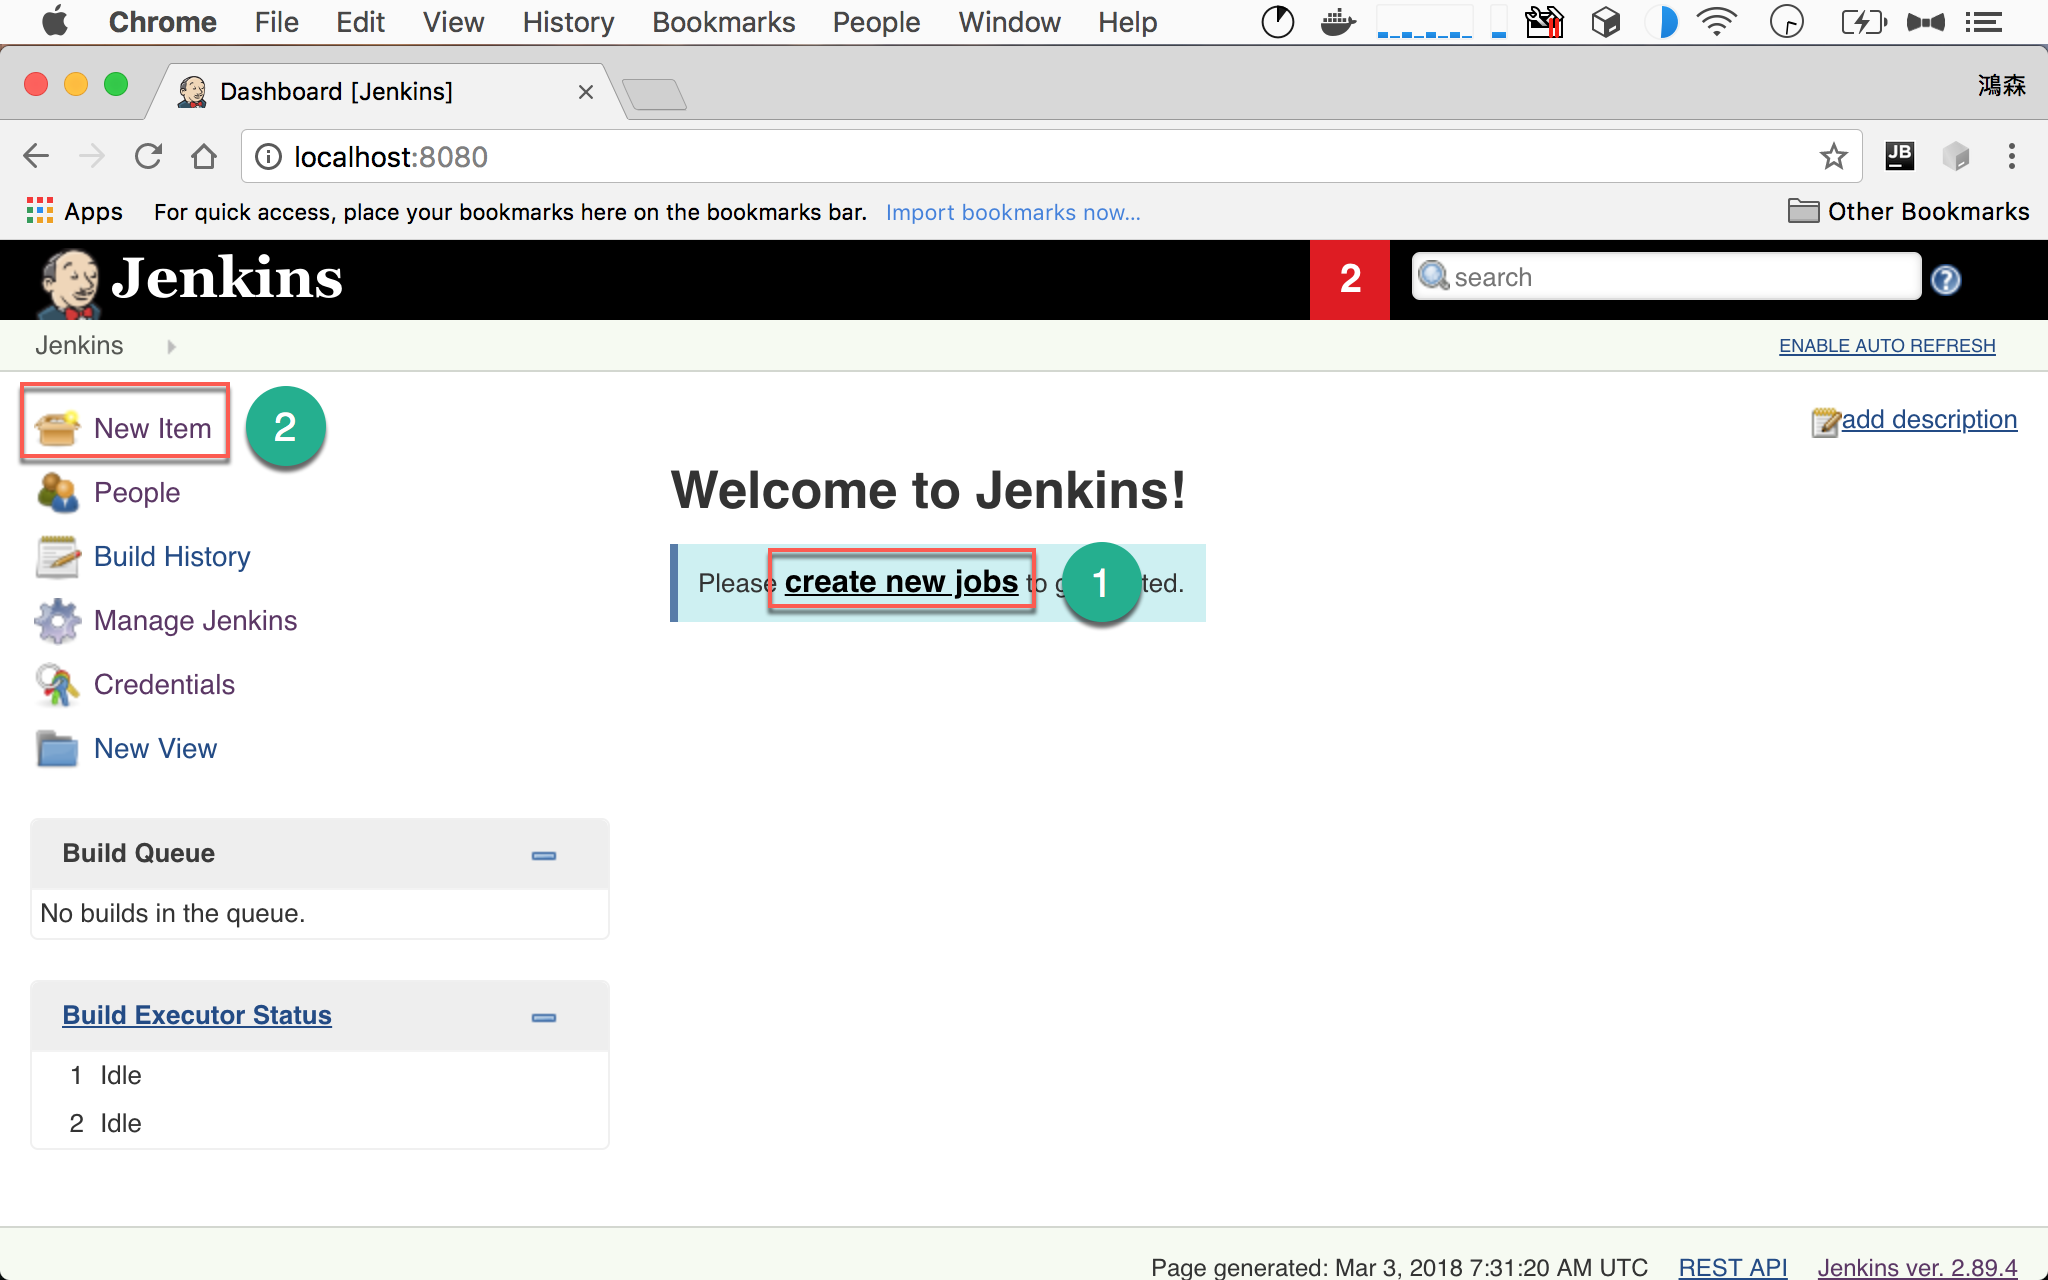 Chrome File Edit View History Bookmarks People Window Help
Dashboard [Jenkins]
鴻森
localhost:8080
JB
Apps For quick access, place your bookmarks here on the bookmarks bar. Import bookmarks now... Other Bookmarks
Jenkins
2
search
?
Jenkins
ENABLE AUTO REFRESH
New Item
2
add description
People
Build History
Manage Jenkins
Credentials
New View
Welcome to Jenkins!
Please create new jobs to g
1
ted.
Build Queue
No builds in the queue.
Build Executor Status
1 Idle
2 Idle
Page generated: Mar 3, 2018 7:31:20 AM UTC REST API Jenkins ver. 2.89.4